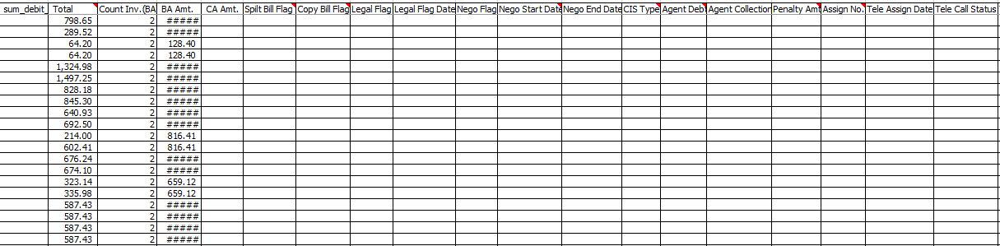 sum_debit_ Total Count Inv.(BA BA Amt. CA Amt. Spilt Bill Flag Copy Bill Flag Legal Flag Legal Flag Date Nego Flag Nego Start Date Nego End Date CIS Type Agent Debt Agent Collection Penalty Amt Assign No. Tele Assign Date Tele Call Status
798.65 2 #####
289.52 2 #####
64.20 2 128.40
64.20 2 128.40
1,324.98 2 #####
1,497.25 2 #####
828.18 2 #####
845.30 2 #####
640.93 2 #####
692.50 2 #####
214.00 2 816.41
602.41 2 816.41
676.24 2 #####
674.10 2 #####
323.14 2 659.12
335.98 2 659.12
587.43 2 #####
587.43 2 #####
587.43 2 #####
587.43 2 #####